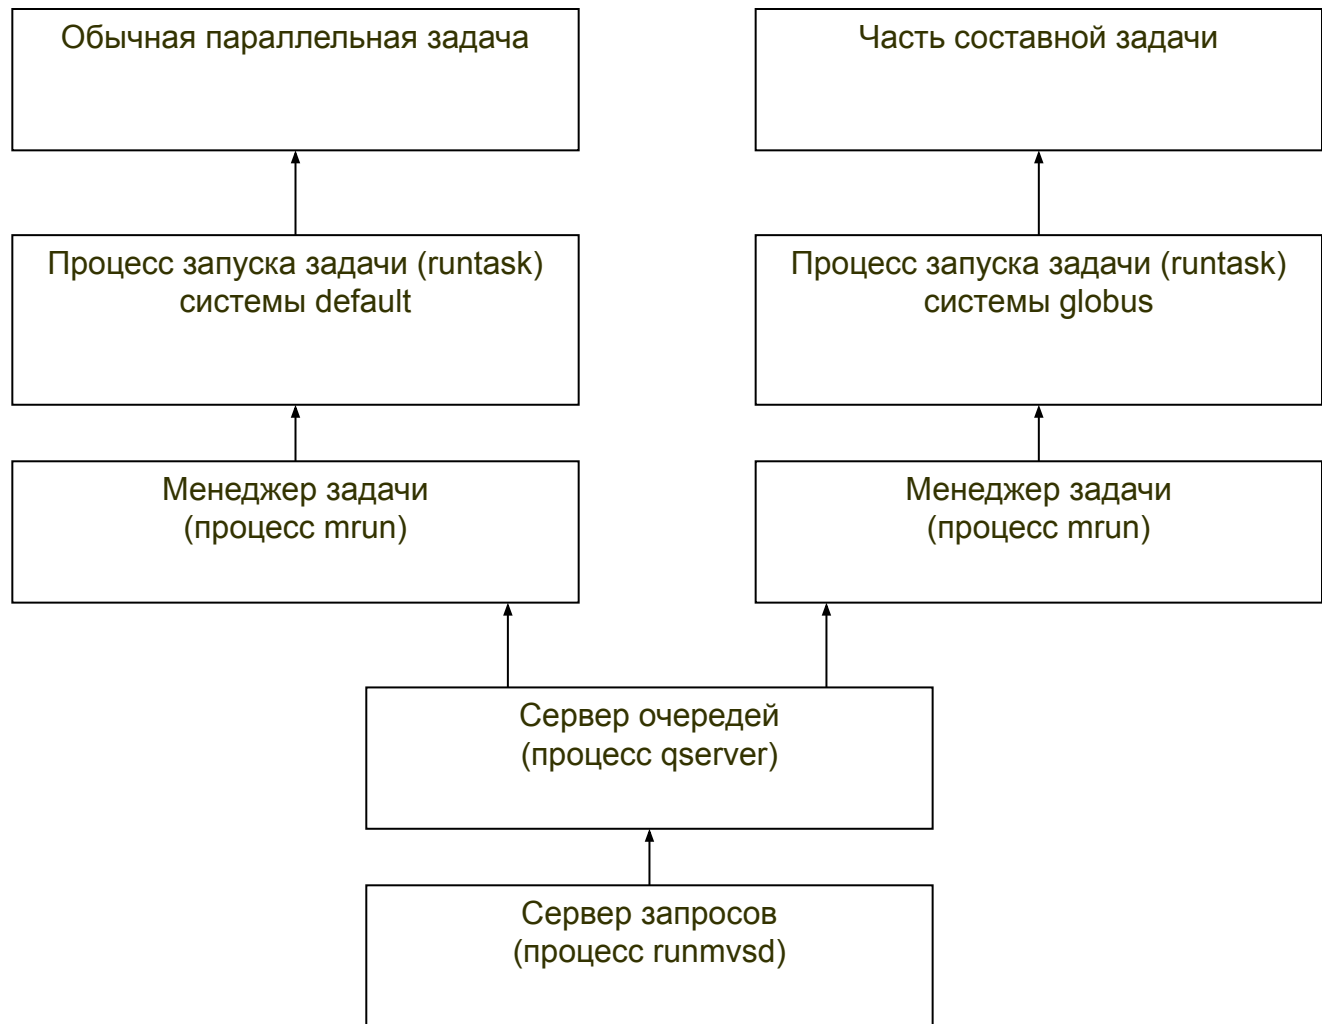 Обычная параллельная задача
Часть составной задачи
Процесс запуска задачи (runtask)
системы default
Процесс запуска задачи (runtask)
системы globus
Менеджер задачи
(процесс mrun)
Менеджер задачи
(процесс mrun)
Сервер очередей
(процесс qserver)
Сервер запросов
(процесс runmvsd)